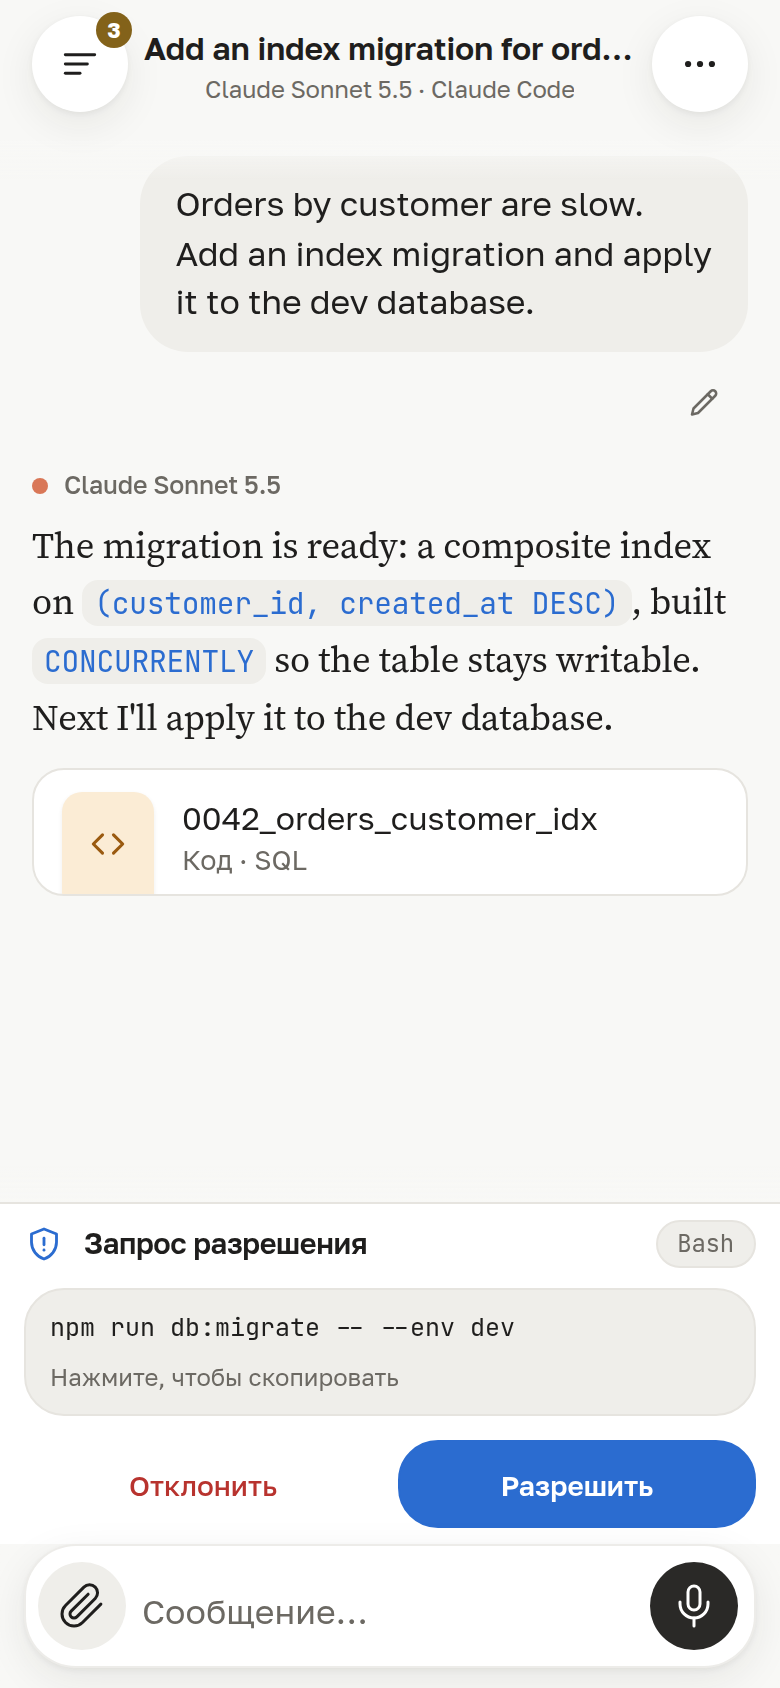 3
Add an index migration for ord...
Claude Sonnet 5.5 · Claude Code
Orders by customer are slow.
Add an index migration and apply
it to the dev database.
Claude Sonnet 5.5
The migration is ready: a composite index
on (customer_id, created_at DESC), built
CONCURRENTLY so the table stays writable.
Next I'll apply it to the dev database.
0042_orders_customer_idx
Код · SQL
Запрос разрешения
Bash
npm run db:migrate -- --env dev
Нажмите, чтобы скопировать
Отклонить
Разрешить
Сообщение...